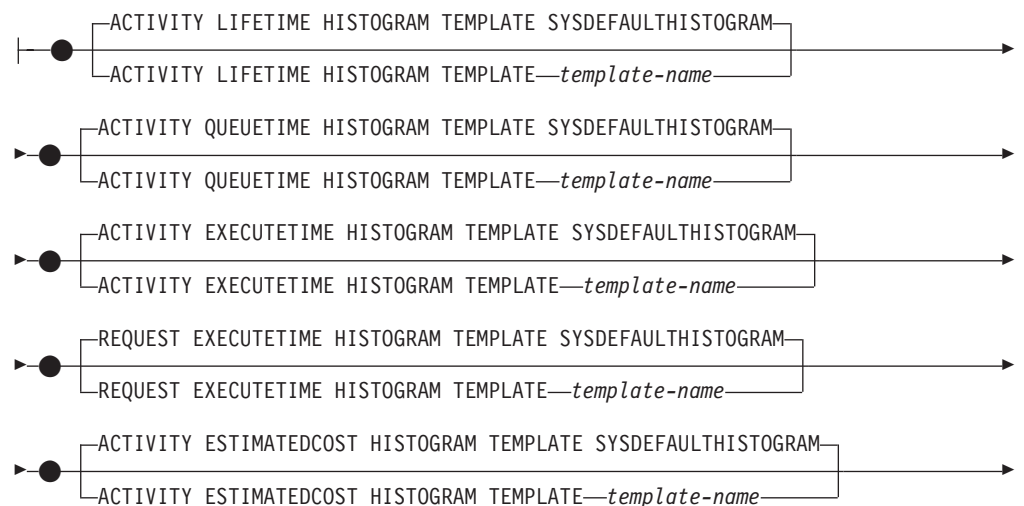 ACTIVITY LIFETIME HISTOGRAM TEMPLATE SYSDEFAULTHISTOGRAM
ACTIVITY LIFETIME HISTOGRAM TEMPLATE template-name
ACTIVITY QUEUETIME HISTOGRAM TEMPLATE SYSDEFAULTHISTOGRAM
ACTIVITY QUEUETIME HISTOGRAM TEMPLATE template-name
ACTIVITY EXECUTETIME HISTOGRAM TEMPLATE SYSDEFAULTHISTOGRAM
ACTIVITY EXECUTETIME HISTOGRAM TEMPLATE template-name
REQUEST EXECUTETIME HISTOGRAM TEMPLATE SYSDEFAULTHISTOGRAM
REQUEST EXECUTETIME HISTOGRAM TEMPLATE template-name
ACTIVITY ESTIMATEDCOST HISTOGRAM TEMPLATE SYSDEFAULTHISTOGRAM
ACTIVITY ESTIMATEDCOST HISTOGRAM TEMPLATE template-name